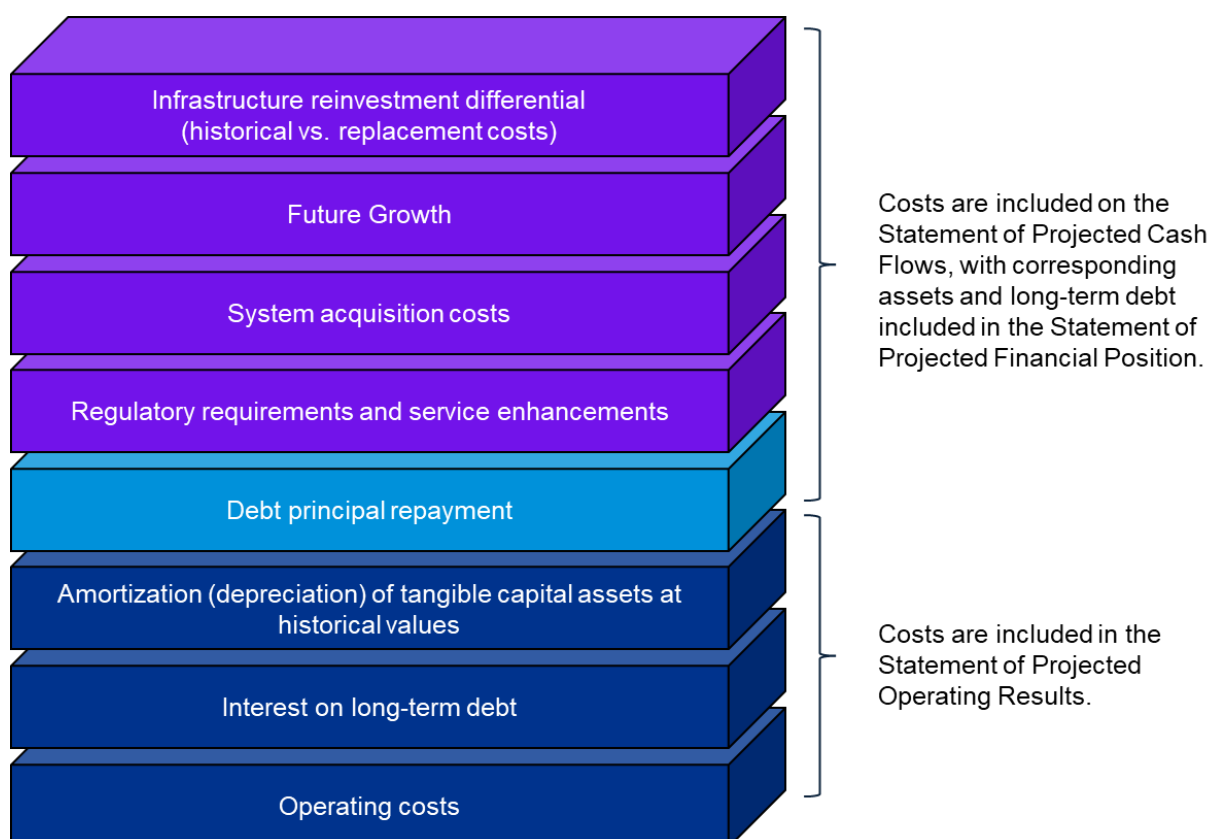 Infrastructure reinvestment differential
(historical vs. replacement costs)
Future Growth
System acquisition costs
Regulatory requirements and service enhancements
Debt principal repayment
Amortization (depreciation) of tangible capital assets at
historical values
Interest on long-term debt
Operating costs
Costs are included on the
Statement of Projected Cash
Flows, with corresponding
assets and long-term debt
included in the Statement of
Projected Financial Position.
Costs are included in the
Statement of Projected
Operating Results.